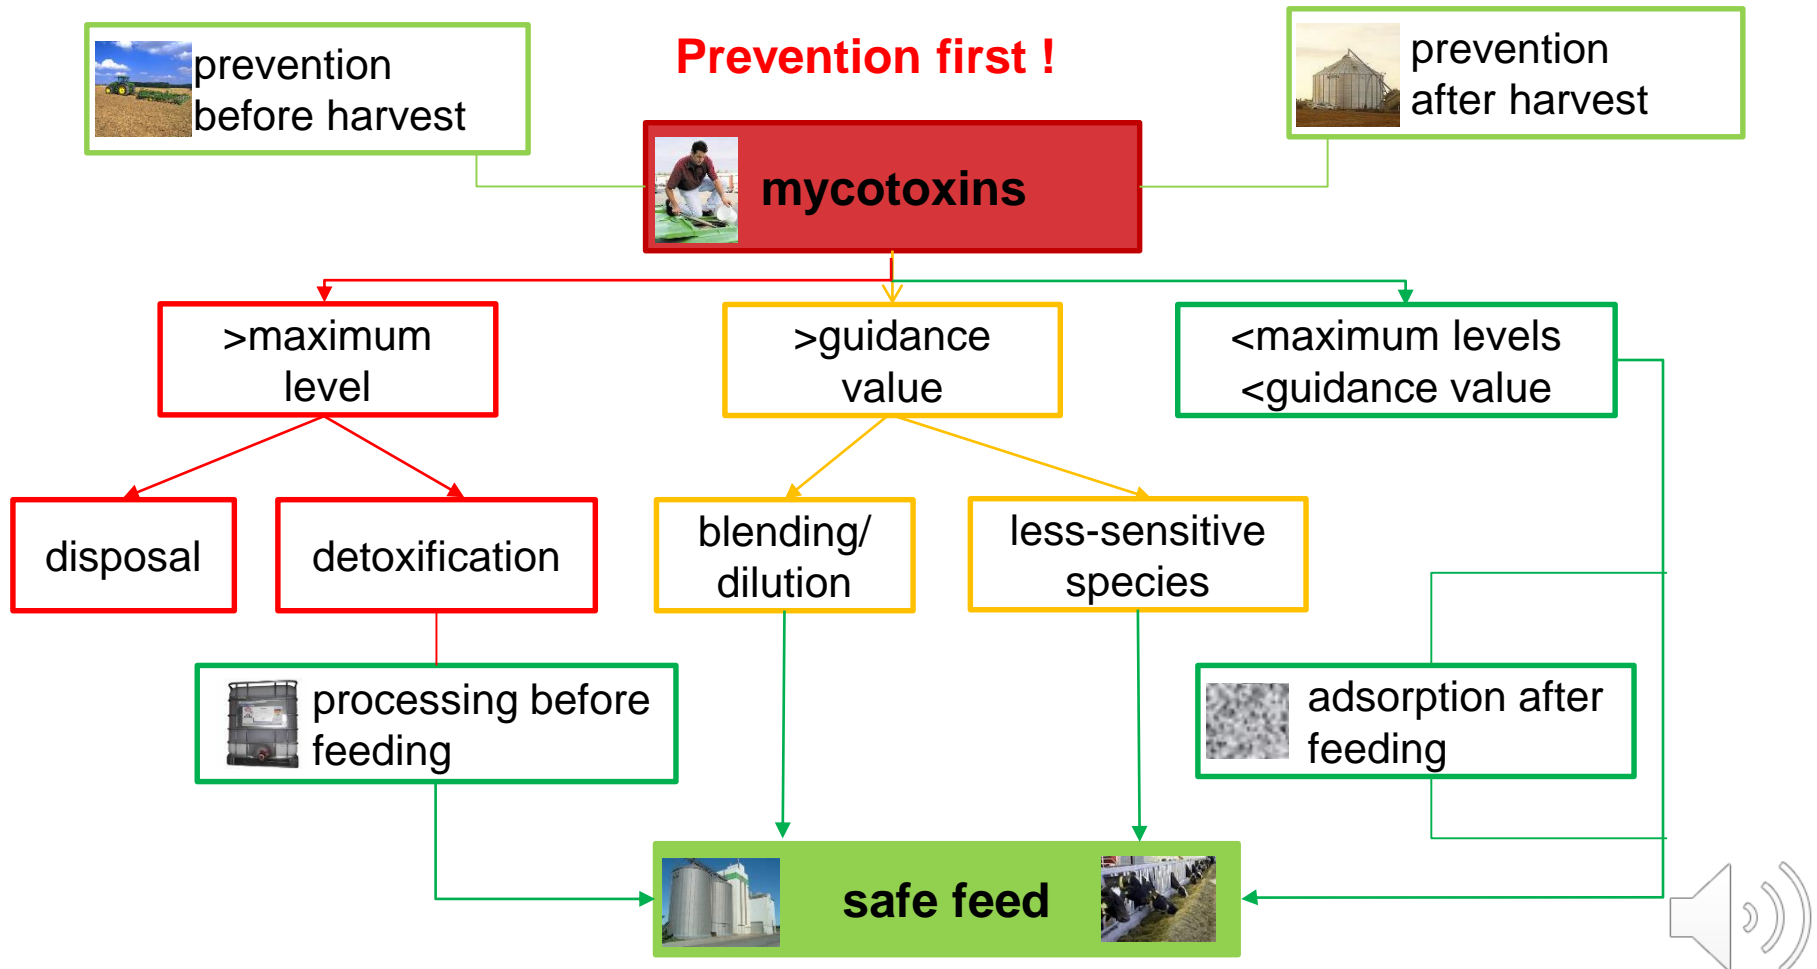 Prevention first !
prevention
before harvest
prevention
after harvest
mycotoxins
>maximum
level
>guidance
value
<maximum levels
<guidance value
disposal
detoxification
blending/
dilution
less-sensitive
species
processing before
feeding
adsorption after
feeding
safe feed